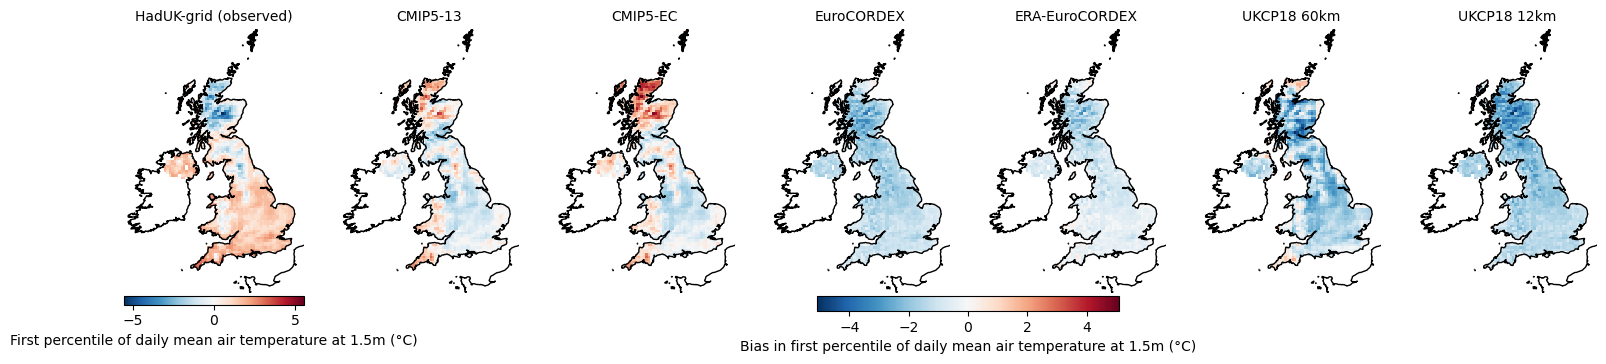 HadUK-grid (observed) CMIP5-13 CMIP5-EC EuroCORDEX ERA-EuroCORDEX UKCP18 60km UKCP18 12km
−5 0 5
First percentile of daily mean air temperature at 1.5m (°C)
−4 −2 0 2 4
Bias in first percentile of daily mean air temperature at 1.5m (°C)